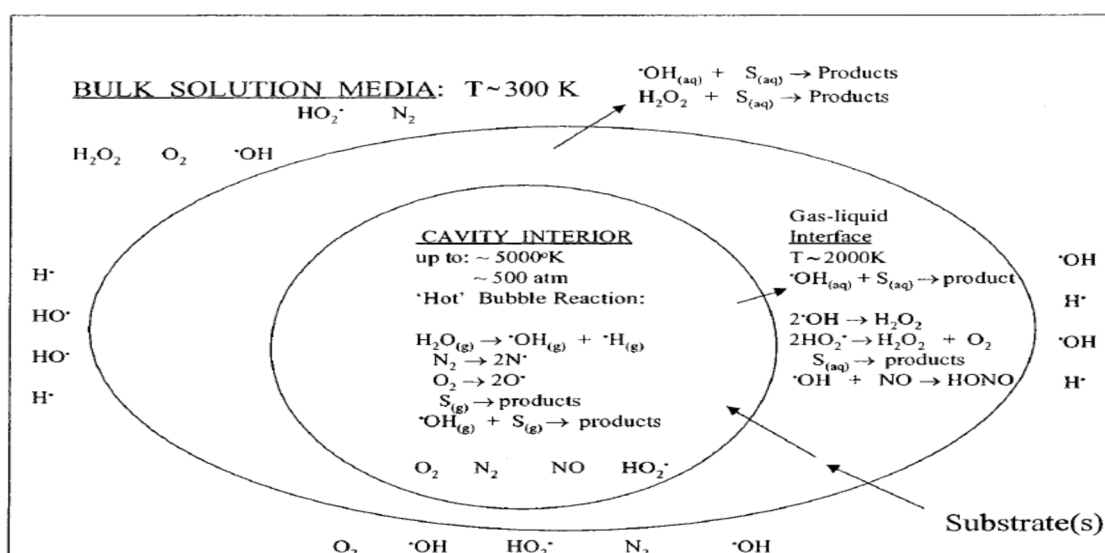 BULK SOLUTION MEDIA: T~300 K
˙OH(aq) + S(aq) → Products
H₂O₂ + S(aq) → Products
HO₂˙ N₂
H₂O₂ O₂ ˙OH
Gas-liquid
Interface
T~2000K
˙OH(aq) + S(aq) → product
2˙OH → H₂O₂
2HO₂˙ → H₂O₂ + O₂
S(aq) → products
˙OH + NO → HONO
CAVITY INTERIOR
up to: ~ 5000°K
~ 500 atm
‘Hot’ Bubble Reaction:
H₂O(g) → ˙OH(g) + ˙H(g)
N₂ → 2N˙
O₂ → 2O˙
S(g) → products
˙OH(g) + S(g) → products
O₂ N₂ NO HO₂˙
H˙
HO˙
HO˙
H˙
˙OH
H˙
˙OH
H˙
Substrate(s)
O₂ ˙OH HO₂˙ N₂ ˙OH